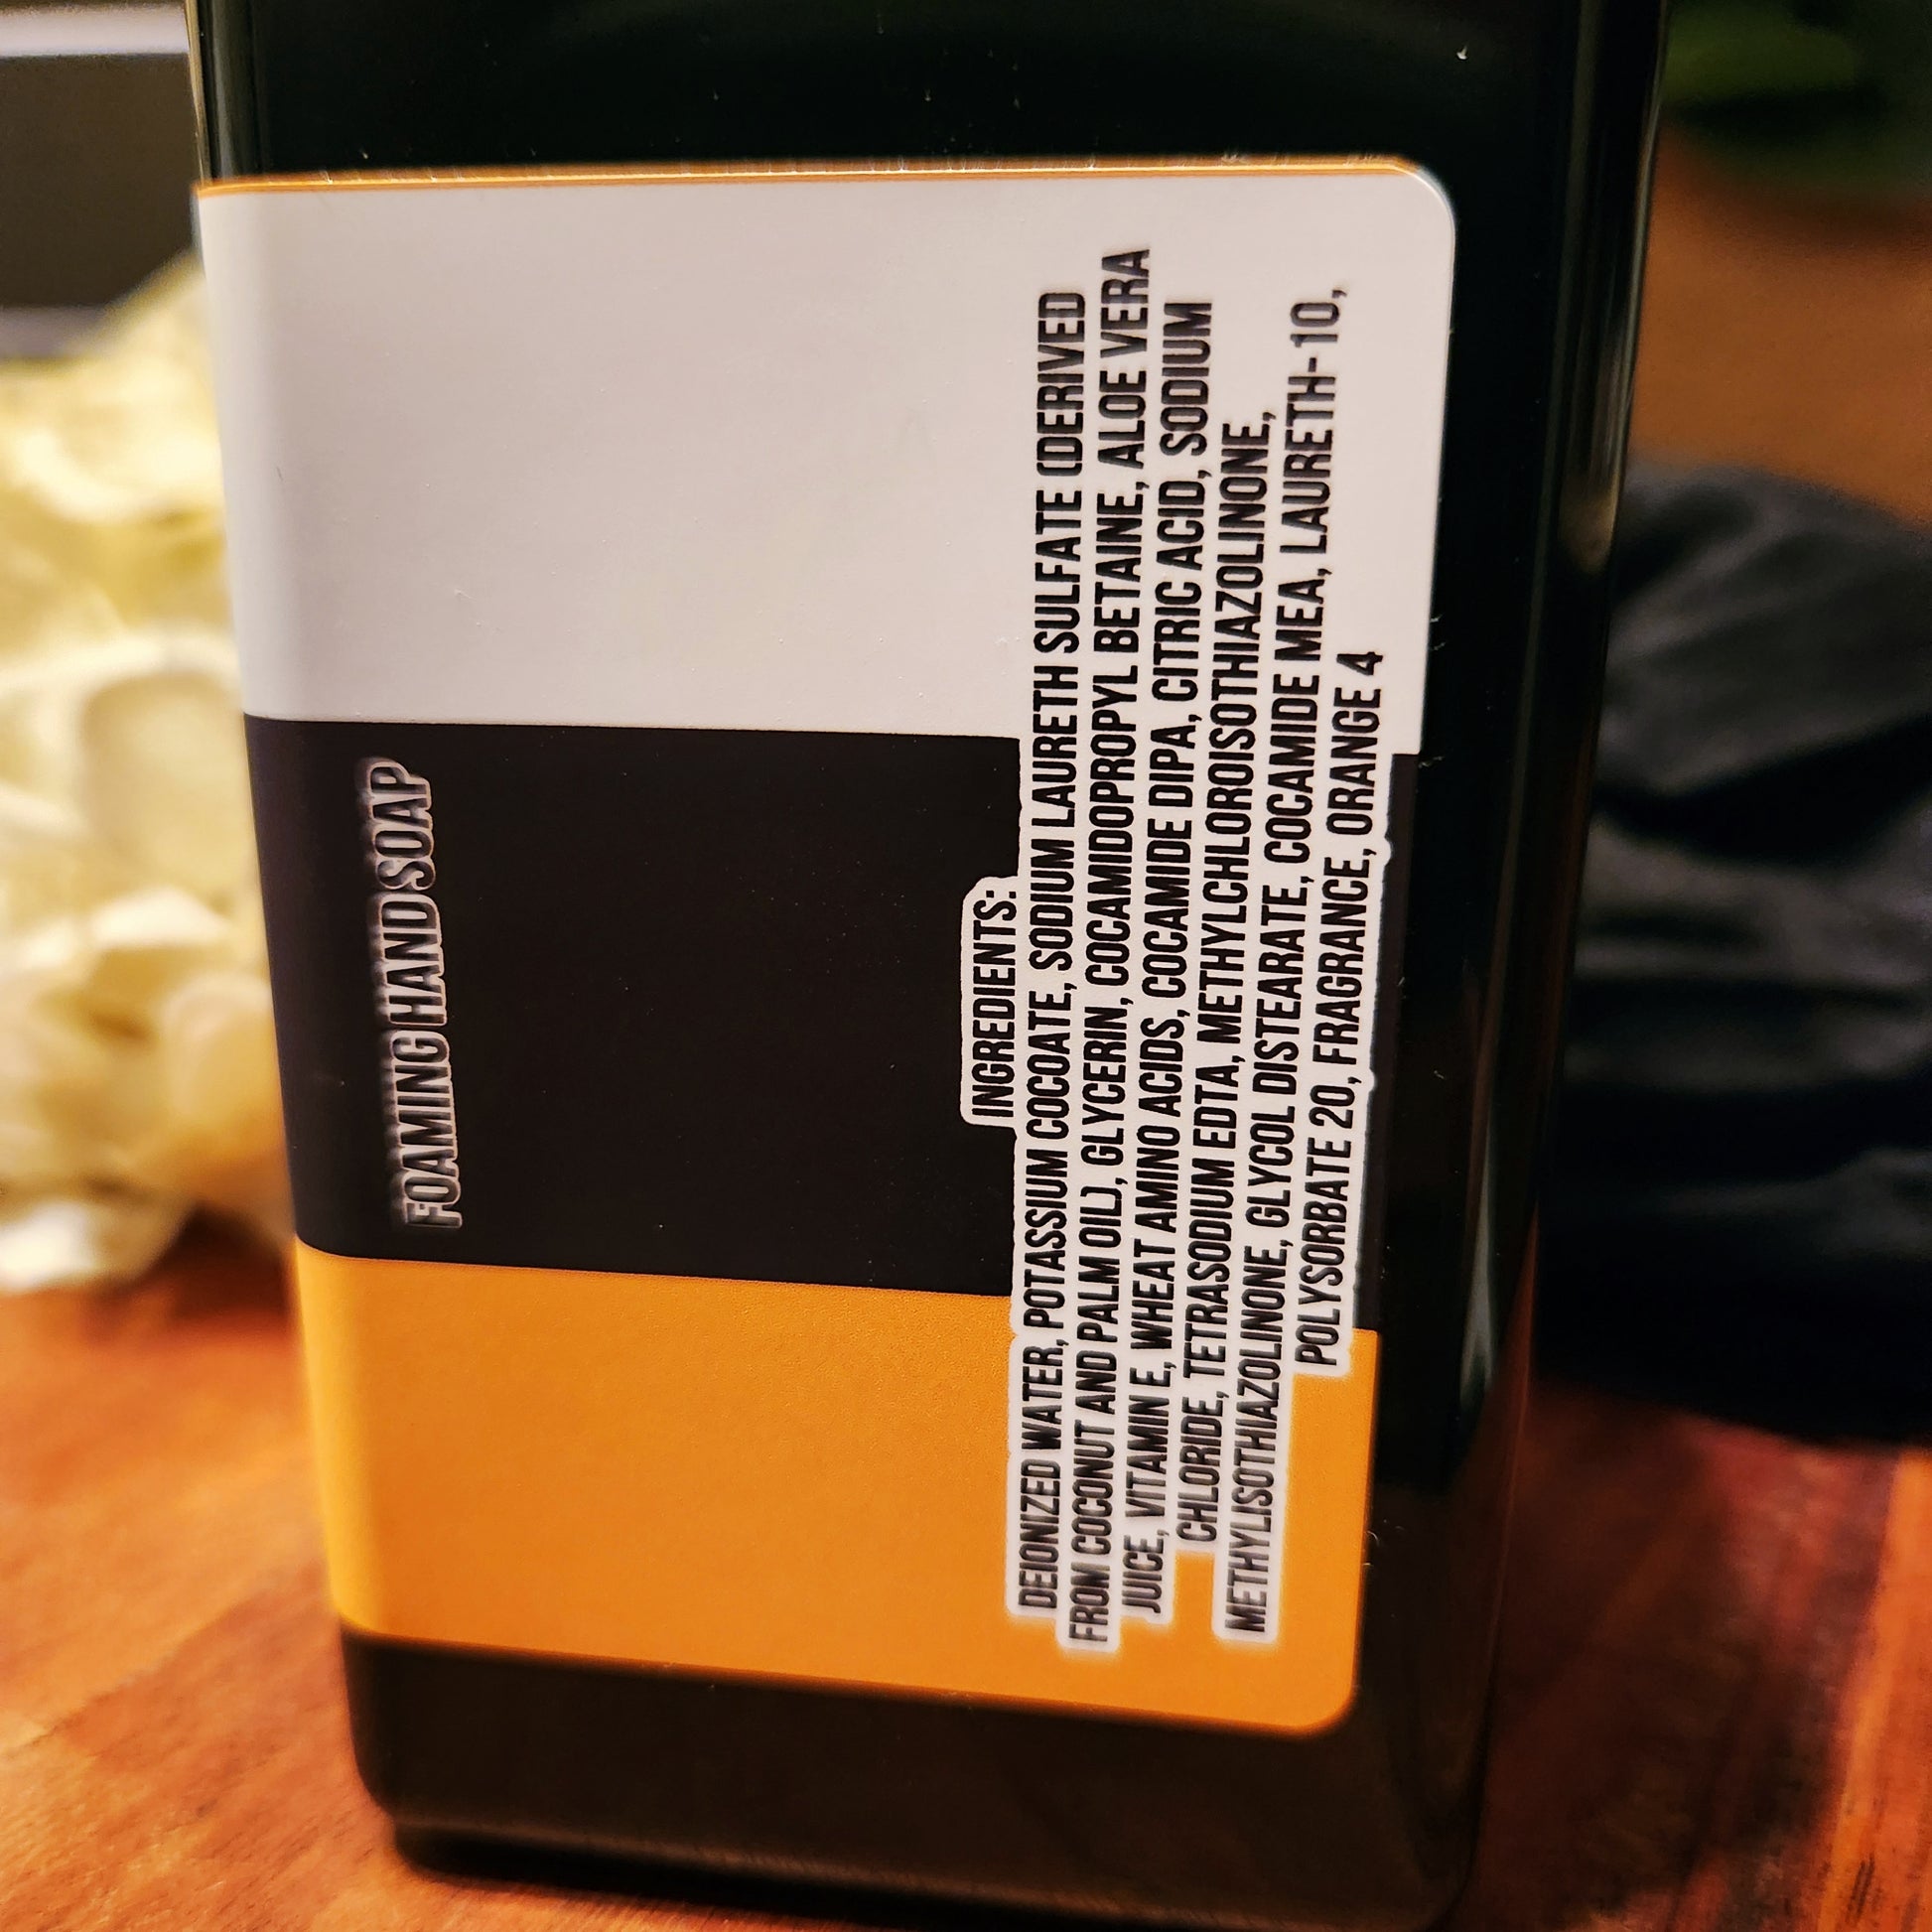 FOAMING HAND SOAP
INGREDIENTS:
DEIONIZED WATER, POTASSIUM COCOATE, SODIUM LAURETH SULFATE (DERIVED
FROM COCONUT AND PALM OIL), GLYCERIN, COCAMIDOPROPYL BETAINE, ALOE VERA
JUICE, VITAMIN E, WHEAT AMINO ACIDS, COCAMIDE DIPA, CITRIC ACID, SODIUM
CHLORIDE, TETRASODIUM EDTA, METHYLCHLOROISOTHIAZOLINONE,
METHYLISOTHIAZOLINONE, GLYCOL DISTEARATE, COCAMIDE MEA, LAURETH-10,
POLYSORBATE 20, FRAGRANCE, ORANGE 4